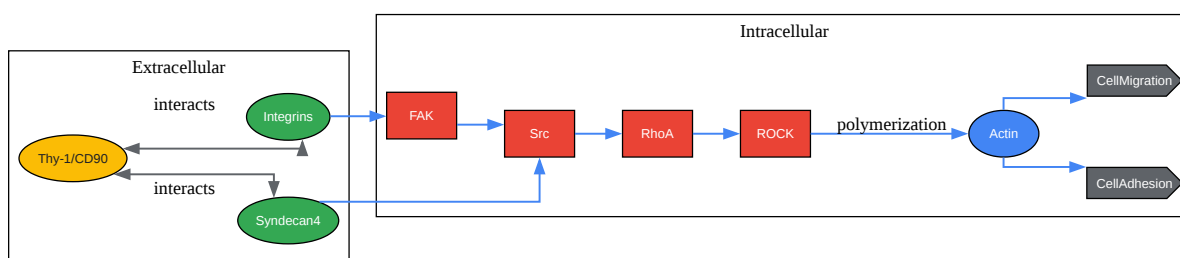 Extracellular
interacts
Integrins
Thy-1/CD90
interacts
Syndecan4
Intracellular
FAK
Src
RhoA
ROCK
polymerization
Actin
CellMigration
CellAdhesion